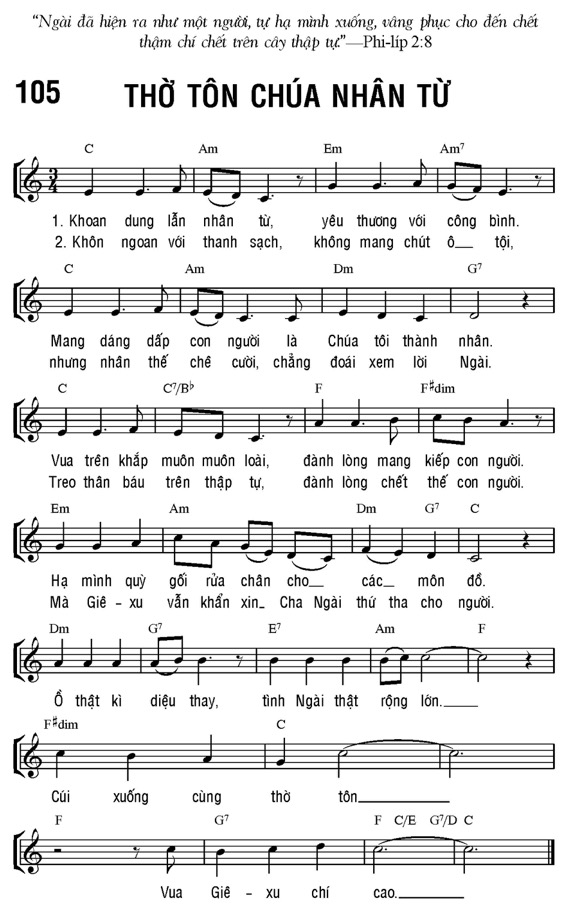 “Ngài đã hiện ra như một người, tự hạ mình xuống, vâng phục cho đến chết
thậm chí chết trên cây thập tự.”—Phi-líp 2:8
105 THỜ TÔN CHÚA NHÂN TỪ
C Am Em Am7
3/4
1. Khoan dung lẫn nhân từ, yêu thương với công bình.
2. Khôn ngoan với thanh sạch, không mang chút ô__ tội,
C Am Dm G7
Mang dáng dấp con người là Chúa tôi thành nhân.
nhưng nhân thế chê cười, chẳng đoái xem lời Ngài.
C C7/B♭ F F♯dim
Vua trên khắp muôn muôn loài, đành lòng mang kiếp con người.
Treo thân báu trên thập tự, đành lòng chết thế con người.
Em Am Dm G7 C
Hạ mình quỳ gối rửa chân cho__ các__ môn đồ.
Mà Giê - xu vẫn khẩn xin__ Cha Ngài thứ tha cho người.
Dm G7 E7 Am F
Ồ thật kì diệu thay, tình Ngài thật rộng lớn.__
F♯dim C
Cúi xuống cùng thờ tôn__
F G7 F C/E G7/D C
Vua Giê - xu chí cao.__